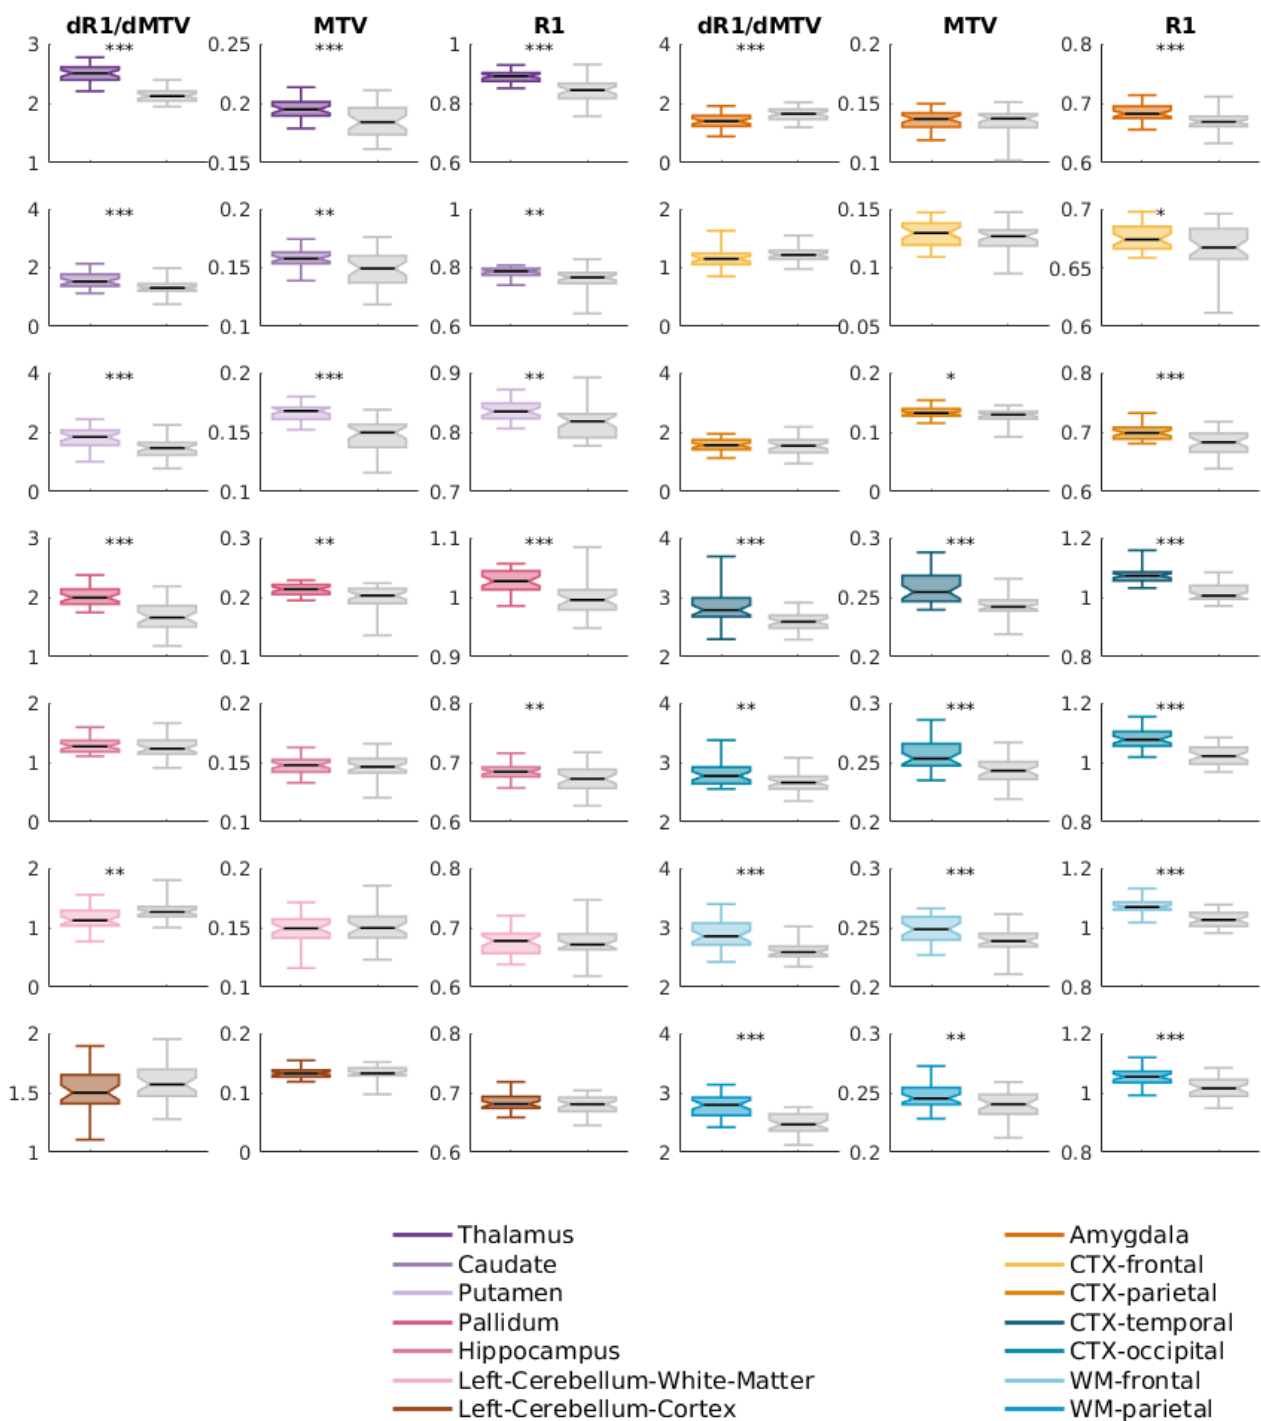 dR1/dMTV MTV R1 dR1/dMTV MTV R1
3 *** 0.25 *** 1 *** 4 *** 0.2 0.8 ***
2 0.2 0.8 2 0.15 0.7
1 0.15 0.6 0 0.1 0.6
4 *** 0.2 ** 1 ** 2 0.15 0.7 *
2 0.15 0.8 1 0.1 0.65
0 0.1 0.6 0 0.05 0.6
4 *** 0.2 *** 0.9 ** 4 0.2 * 0.8 ***
2 0.15 0.8 2 0.1 0.7
0 0.1 0.7 0 0 0.6
3 *** 0.3 ** 1.1 *** 4 *** 0.3 *** 1.2 ***
2 0.2 1 3 0.25 1
1 0.1 0.9 2 0.2 0.8
2 0.2 0.8 ** 4 ** 0.3 *** 1.2 ***
1 0.15 0.7 3 0.25 1
0 0.1 0.6 2 0.2 0.8
2 ** 0.2 0.8 4 *** 0.3 *** 1.2 ***
1 0.15 0.7 3 0.25 1
0 0.1 0.6 2 0.2 0.8
2 0.2 0.8 4 *** 0.3 ** 1.2 ***
1.5 0.1 0.7 3 0.25 1
1 0 0.6 2 0.2 0.8
Thalamus
Caudate
Putamen
Pallidum
Hippocampus
Left-Cerebellum-White-Matter
Left-Cerebellum-Cortex
Amygdala
CTX-frontal
CTX-parietal
CTX-temporal
CTX-occipital
WM-frontal
WM-parietal